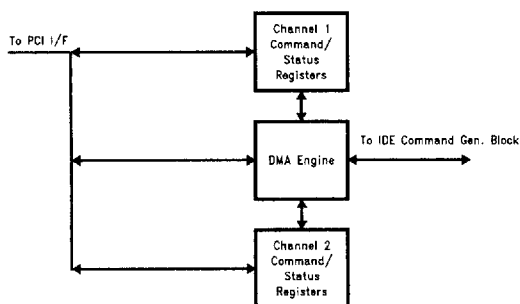 To PCI I/F
Channel 1
Command/
Status
Registers
DMA Engine
To IDE Command Gen. Block
Channel 2
Command/
Status
Registers